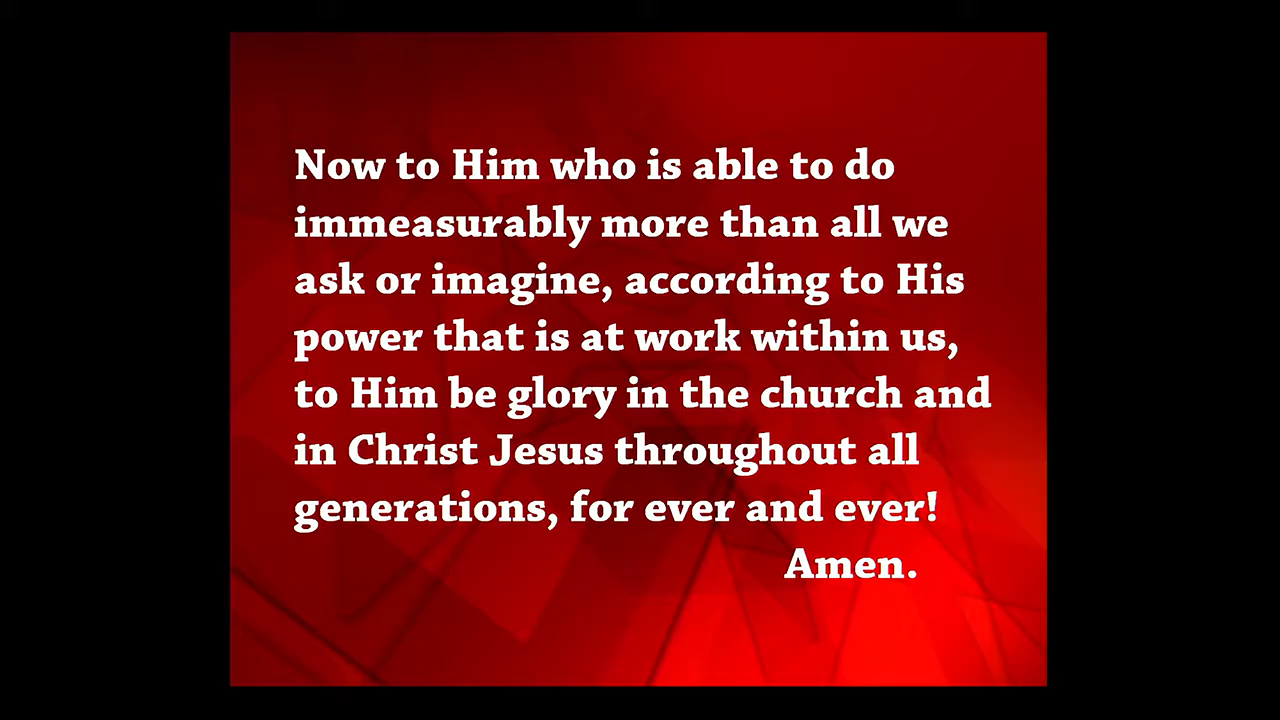 Now to Him who is able to do
immeasurably more than all we
ask or imagine, according to His
power that is at work within us,
to Him be glory in the church and
in Christ Jesus throughout all
generations, for ever and ever!
Amen.